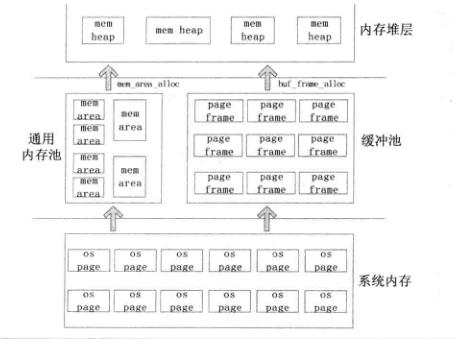 mem heap
mem heap
mem heap
mem heap
内存堆层
mem_area_alloc
buf_frame_alloc
通用
内存池
mem area
mem area
mem area
mem area
mem area
mem area
page frame
page frame
page frame
page frame
page frame
page frame
page frame
page frame
page frame
缓冲池
os page
os page
os page
os page
os page
os page
os page
os page
os page
os page
os page
os page
系统内存